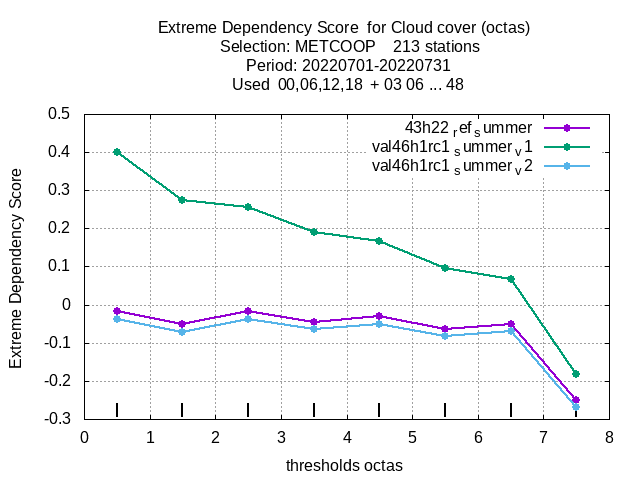 Extreme Dependency Score  for Cloud cover (octas)
Selection: METCOOP    213 stations
Period: 20220701-20220731
Used  00,06,12,18  + 03 06 ... 48
0.5
0.4
0.3
0.2
0.1
0
-0.1
-0.2
-0.3
Extreme Dependency Score
43h22 ref summer
val46h1rc1 summer v1
val46h1rc1 summer v2
0 1 2 3 4 5 6 7 8
thresholds octas